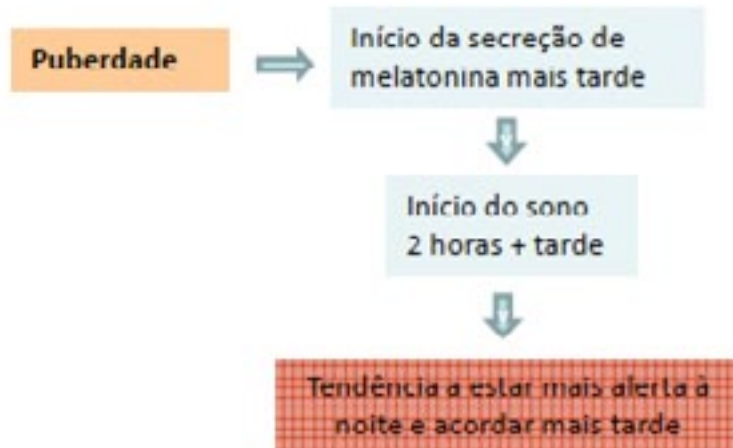 Puberdade
Início da secreção de
melatonina mais tarde
Início do sono
2 horas + tarde
Tendência a estar mais alerta à
noite e acordar mais tarde